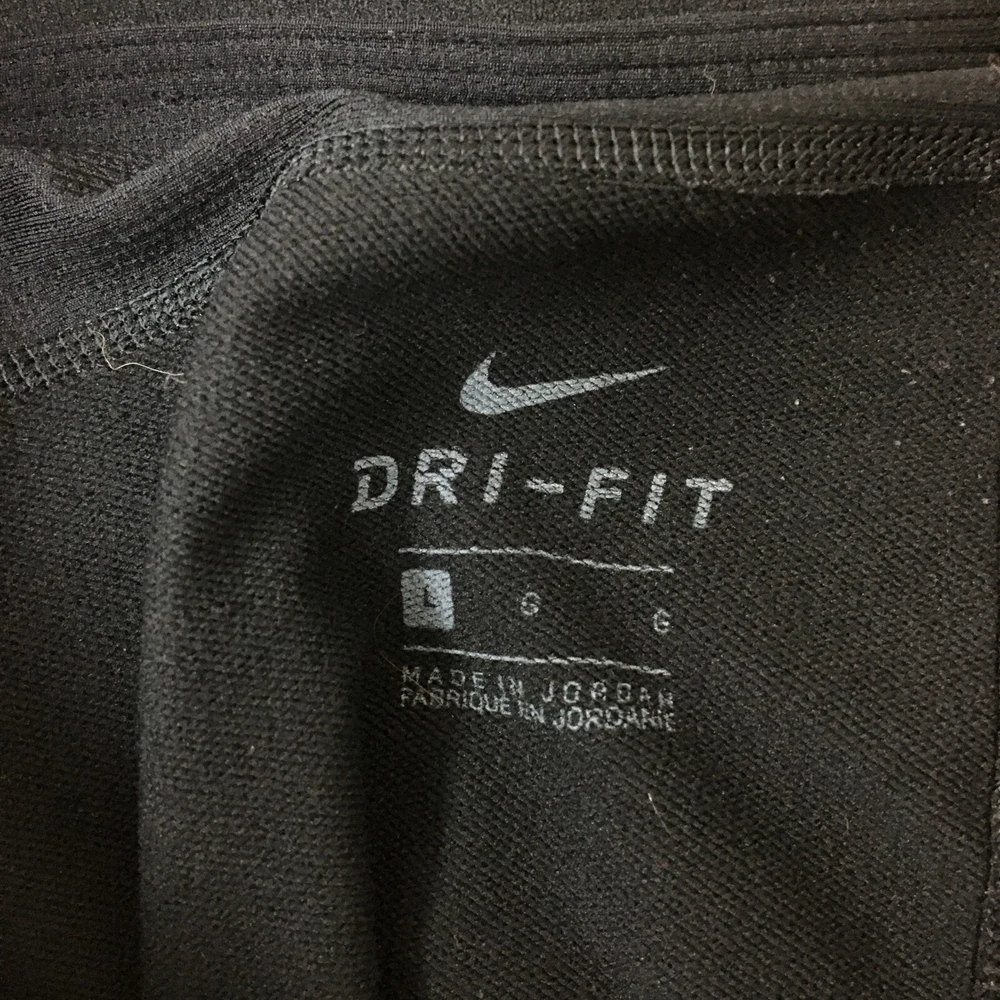 DRI-FIT
L G G
MADE IN JORDAN
FABRIQUE EN JORDANIE